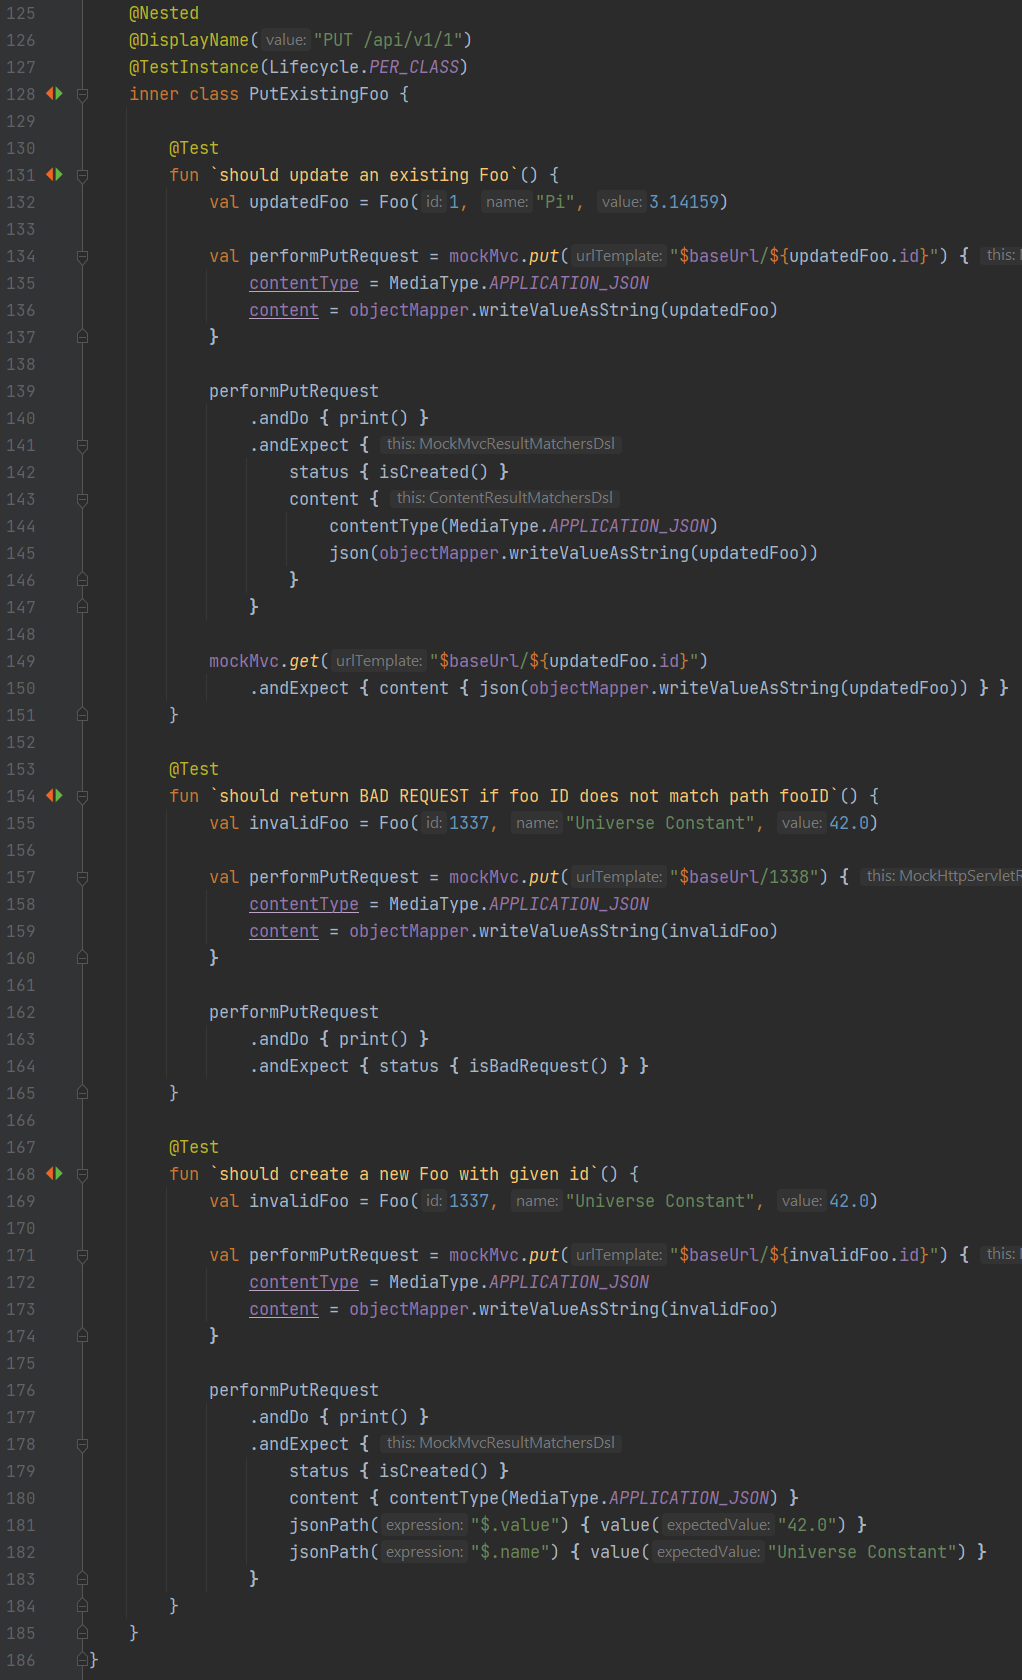 125 @Nested
126 @DisplayName( value: "PUT /api/v1/1")
127 @TestInstance(Lifecycle.PER_CLASS)
128 inner class PutExistingFoo {
129
130 @Test
131 fun `should update an existing Foo`() {
132 val updatedFoo = Foo( id: 1, name: "Pi", value: 3.14159)
133
134 val performPutRequest = mockMvc.put( urlTemplate: "$baseUrl/${updatedFoo.id}") { this:
135 contentType = MediaType.APPLICATION_JSON
136 content = objectMapper.writeValueAsString(updatedFoo)
137 }
138
139 performPutRequest
140 .andDo { print() }
141 .andExpect { this: MockMvcResultMatchersDsl
142 status { isCreated() }
143 content { this: ContentResultMatchersDsl
144 contentType(MediaType.APPLICATION_JSON)
145 json(objectMapper.writeValueAsString(updatedFoo))
146 }
147 }
148
149 mockMvc.get( urlTemplate: "$baseUrl/${updatedFoo.id}")
150 .andExpect { content { json(objectMapper.writeValueAsString(updatedFoo)) } }
151 }
152
153 @Test
154 fun `should return BAD REQUEST if foo ID does not match path fooID`() {
155 val invalidFoo = Foo( id: 1337, name: "Universe Constant", value: 42.0)
156
157 val performPutRequest = mockMvc.put( urlTemplate: "$baseUrl/1338") { this: MockHttpServletR
158 contentType = MediaType.APPLICATION_JSON
159 content = objectMapper.writeValueAsString(invalidFoo)
160 }
161
162 performPutRequest
163 .andDo { print() }
164 .andExpect { status { isBadRequest() } }
165 }
166
167 @Test
168 fun `should create a new Foo with given id`() {
169 val invalidFoo = Foo( id: 1337, name: "Universe Constant", value: 42.0)
170
171 val performPutRequest = mockMvc.put( urlTemplate: "$baseUrl/${invalidFoo.id}") { this:
172 contentType = MediaType.APPLICATION_JSON
173 content = objectMapper.writeValueAsString(invalidFoo)
174 }
175
176 performPutRequest
177 .andDo { print() }
178 .andExpect { this: MockMvcResultMatchersDsl
179 status { isCreated() }
180 content { contentType(MediaType.APPLICATION_JSON) }
181 jsonPath( expression: "$.value") { value( expectedValue: "42.0") }
182 jsonPath( expression: "$.name") { value( expectedValue: "Universe Constant") }
183 }
184 }
185 }
186 }